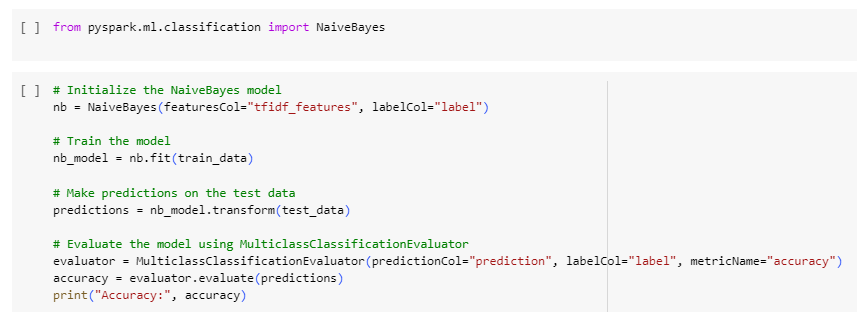 [ ] from pyspark.ml.classification import NaiveBayes
[ ] # Initialize the NaiveBayes model
nb = NaiveBayes(featuresCol="tfidf_features", labelCol="label")
# Train the model
nb_model = nb.fit(train_data)
# Make predictions on the test data
predictions = nb_model.transform(test_data)
# Evaluate the model using MulticlassClassificationEvaluator
evaluator = MulticlassClassificationEvaluator(predictionCol="prediction", labelCol="label", metricName="accuracy")
accuracy = evaluator.evaluate(predictions)
print("Accuracy:", accuracy)